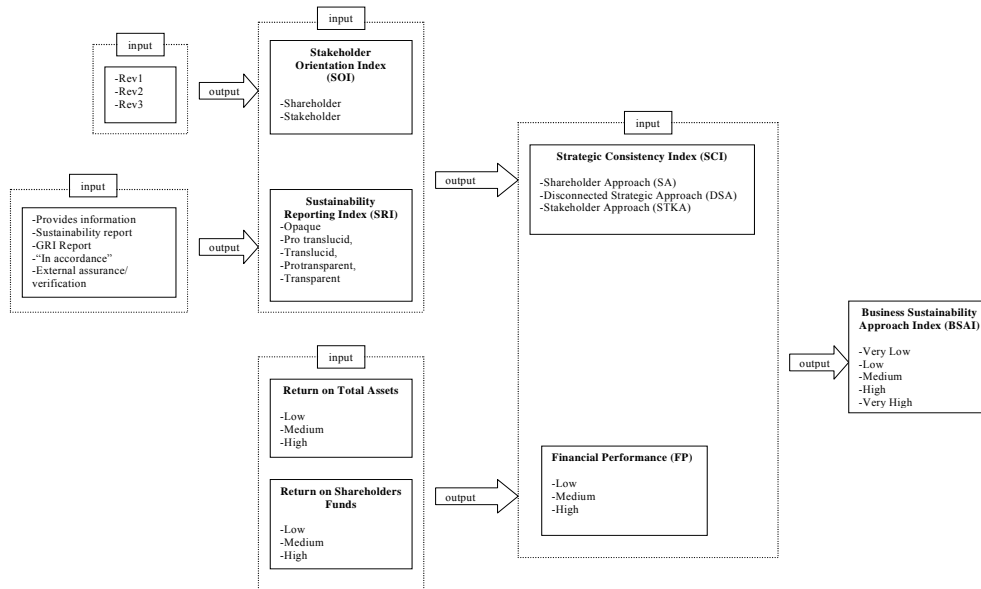 input
-Rev1
-Rev2
-Rev3
output
input
Stakeholder
Orientation Index
(SOI)
-Shareholder
-Stakeholder
input
-Provides information
-Sustainability report
-GRI Report
-“In accordance”
-External assurance/
verification
output
Sustainability
Reporting Index (SRI)
-Opaque
-Pro translucid,
-Translucid,
-Protransparent,
-Transparent
output
input
Strategic Consistency Index (SCI)
-Shareholder Approach (SA)
-Disconnected Strategic Approach (DSA)
-Stakeholder Approach (STKA)
input
Return on Total Assets
-Low
-Medium
-High
Return on Shareholders
Funds
-Low
-Medium
-High
output
Financial Performance (FP)
-Low
-Medium
-High
output
Business Sustainability
Approach Index (BSAI)
-Very Low
-Low
-Medium
-High
-Very High